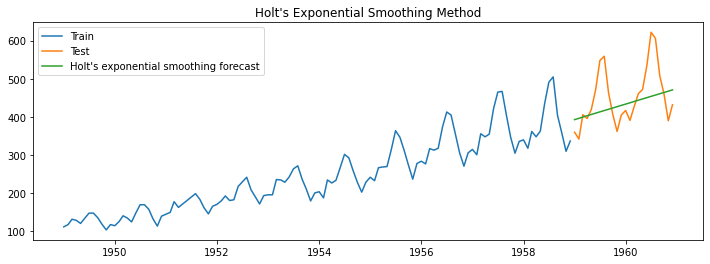 Holt's Exponential Smoothing Method
Train
Test
Holt's exponential smoothing forecast
600
500
400
300
200
100
1950 1952 1954 1956 1958 1960